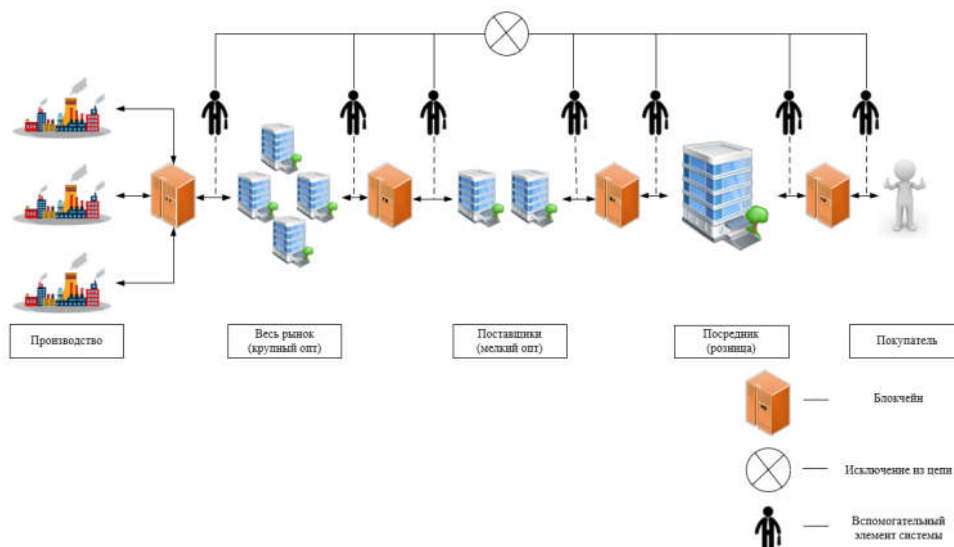 Производство
Весь рынок
(крупный опт)
Поставщики
(мелкий опт)
Посредник
(розница)
Покупатель
Блокчейн
Исключение из цепи
Вспомогательный
элемент системы